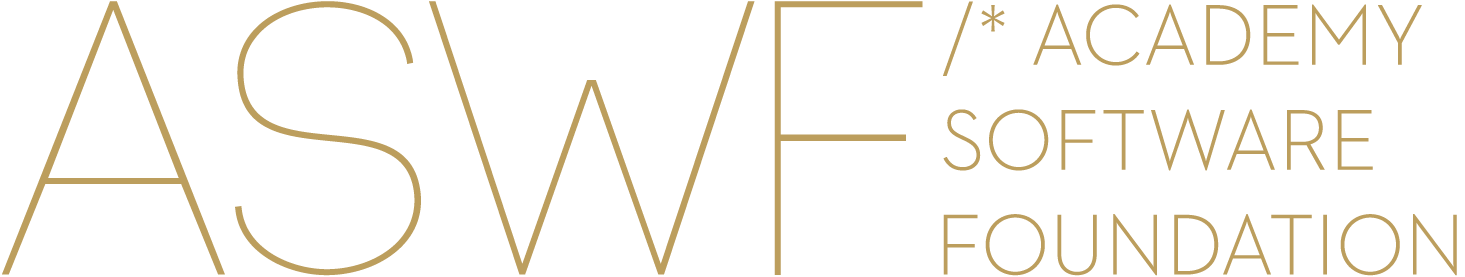 ASWF
/* ACADEMY
SOFTWARE
FOUNDATION